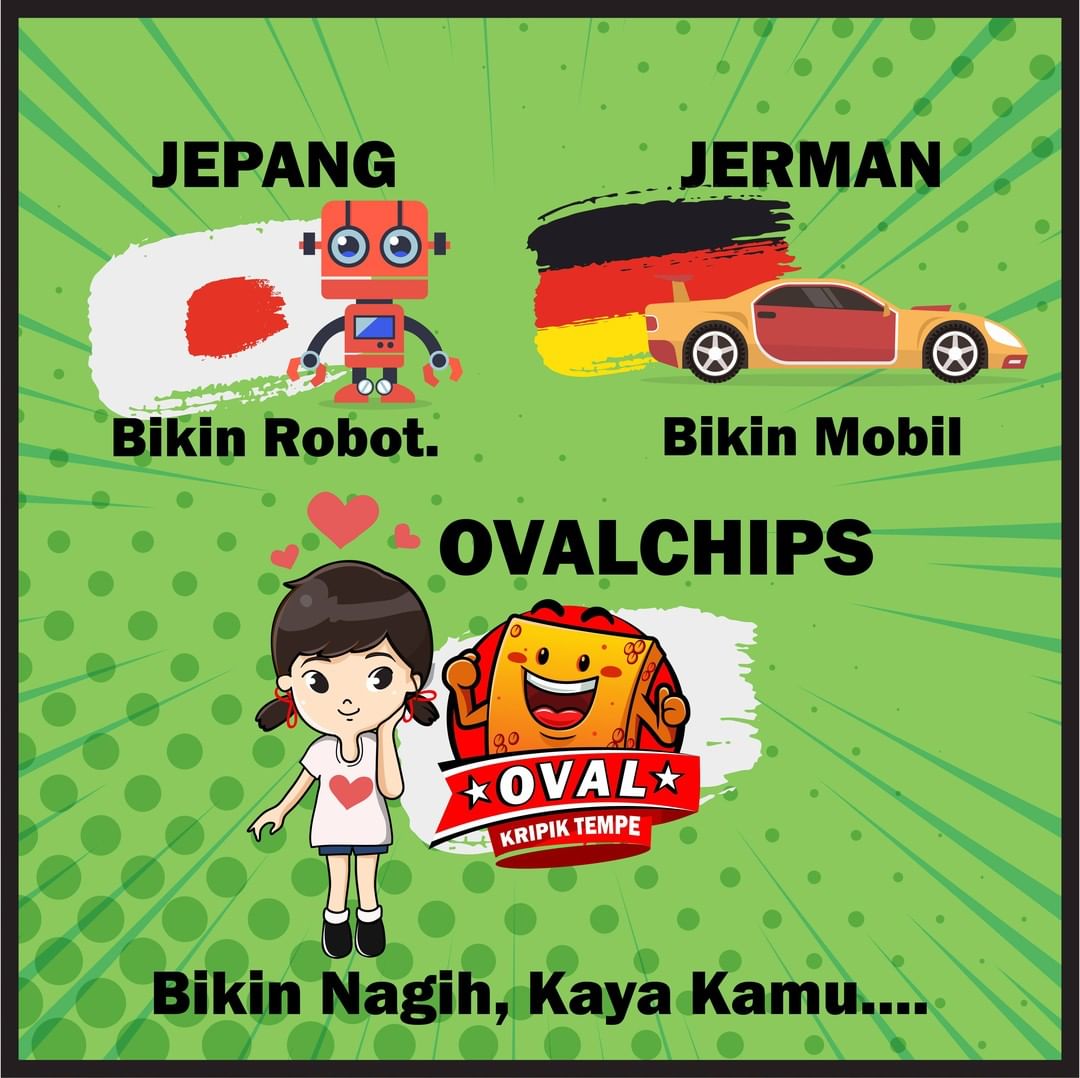 JEPANG
JERMAN
Bikin Robot.
Bikin Mobil
OVALCHIPS
OVAL
KRIPIK TEMPE
Bikin Nagih, Kaya Kamu....